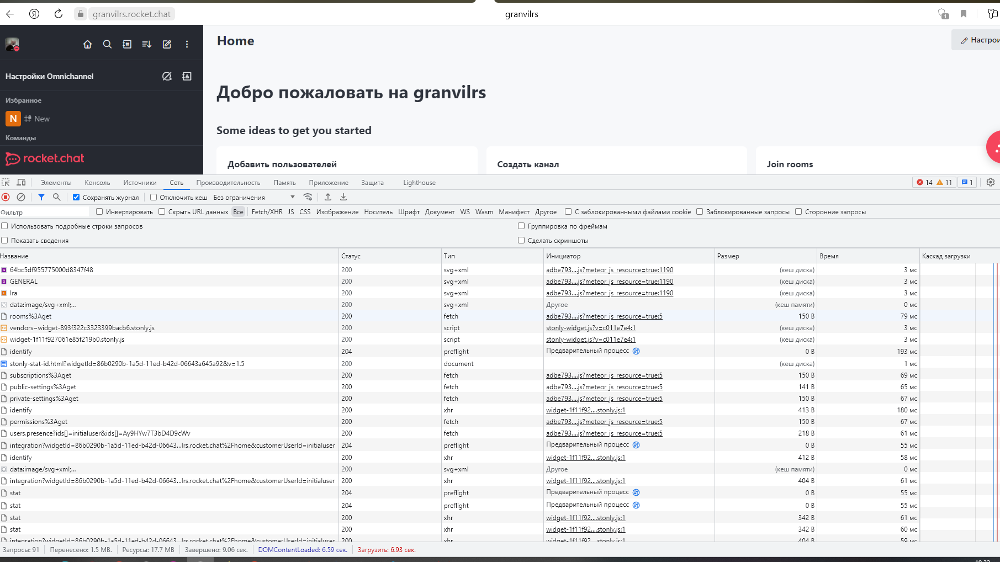 granvilrs.rocket.chat
granvilrs
1
Home
Настройки Omnichannel
Избранное
N New
Команды
rocket.chat
Добро пожаловать на granvilrs
Some ideas to get you started
Добавить пользователей
Создать канал
Join rooms
Элементы Консоль Источники Сеть Производительность Память Приложение Защита Lighthouse 14 11 1
Сохранять журнал Отключить кеш Без ограничения
Фильтр Инвертировать Скрыть URL данных Все Fetch/XHR JS CSS Изображение Носитель Шрифт Документ WS Wasm Манифест Другое С заблокированными файлами cookie Заблокированные запросы Сторонние запросы
Использовать подробные строки запросов Группировка по фреймам
Показать сведения Сделать скриншоты
Название Статус Тип Инициатор Размер Время Каскад загрузки
64bc5df955775000d8347f48 200 svg+xml adbe793....js?meteor_js_resource=true:1190 (кеш диска) 3 мс
GENERAL 200 svg+xml adbe793....js?meteor_js_resource=true:1190 (кеш диска) 3 мс
Ira 200 svg+xml adbe793....js?meteor_js_resource=true:1190 (кеш диска) 3 мс
data:image/svg+xml;... 200 svg+xml Другое (кеш памяти) 0 мс
rooms%3Aget 200 fetch adbe793....js?meteor_js_resource=true:5 150 B 79 мс
vendors~widget-893f322c3323399bacb6.stonly.js 200 script stonly-widget.js?v=c011e7e4:1 (кеш диска) 3 мс
widget-1f11f927061e85f219b0.stonly.js 200 script stonly-widget.js?v=c011e7e4:1 (кеш диска) 3 мс
identify 204 preflight Предварительный процесс 0 B 193 мс
stonly-stat-id.html?widgetId=86b0290b-1a5d-11ed-b42d-06643a645a92&v=1.5 200 document (кеш диска) 1 мс
subscriptions%3Aget 200 fetch adbe793....js?meteor_js_resource=true:5 150 B 69 мс
public-settings%3Aget 200 fetch adbe793....js?meteor_js_resource=true:5 141 B 65 мс
private-settings%3Aget 200 fetch adbe793....js?meteor_js_resource=true:5 150 B 67 мс
identify 200 xhr widget-1f11f92....stonly.js:1 413 B 180 мс
permissions%3Aget 200 fetch adbe793....js?meteor_js_resource=true:5 150 B 67 мс
users.presence?ids[]=initialuser&ids[]=Ay9HYw7T3bD4D9cWv 200 fetch adbe793....js?meteor_js_resource=true:5 218 B 61 мс
integration?widgetId=86b0290b-1a5d-11ed-b42d-06643...lrs.rocket.chat%2Fhome&customerUserId=initialuser 204 preflight Предварительный процесс 0 B 55 мс
identify 200 xhr widget-1f11f92....stonly.js:1 412 B 58 мс
data:image/svg+xml;... 200 svg+xml Другое (кеш памяти) 0 мс
integration?widgetId=86b0290b-1a5d-11ed-b42d-06643...lrs.rocket.chat%2Fhome&customerUserId=initialuser 200 xhr widget-1f11f92....stonly.js:1 404 B 61 мс
stat 204 preflight Предварительный процесс 0 B 55 мс
stat 204 preflight Предварительный процесс 0 B 55 мс
stat 200 xhr widget-1f11f92....stonly.js:1 342 B 61 мс
stat 200 xhr widget-1f11f92....stonly.js:1 342 B 60 мс
integration?widgetId=86b0290b-1a5d-11ed-b42d-06643...lrs.rocket.chat%2Fhome&customerUserId=initialuser 200 xhr widget-1f11f92....stonly.js:1 404 B 59 мс
Запросы: 91 Перенесено: 1.5 MB. Ресурсы: 17.7 MB Завершено: 9.06 сек. DOMContentLoaded: 6.59 сек. Загрузить: 6.93 сек.